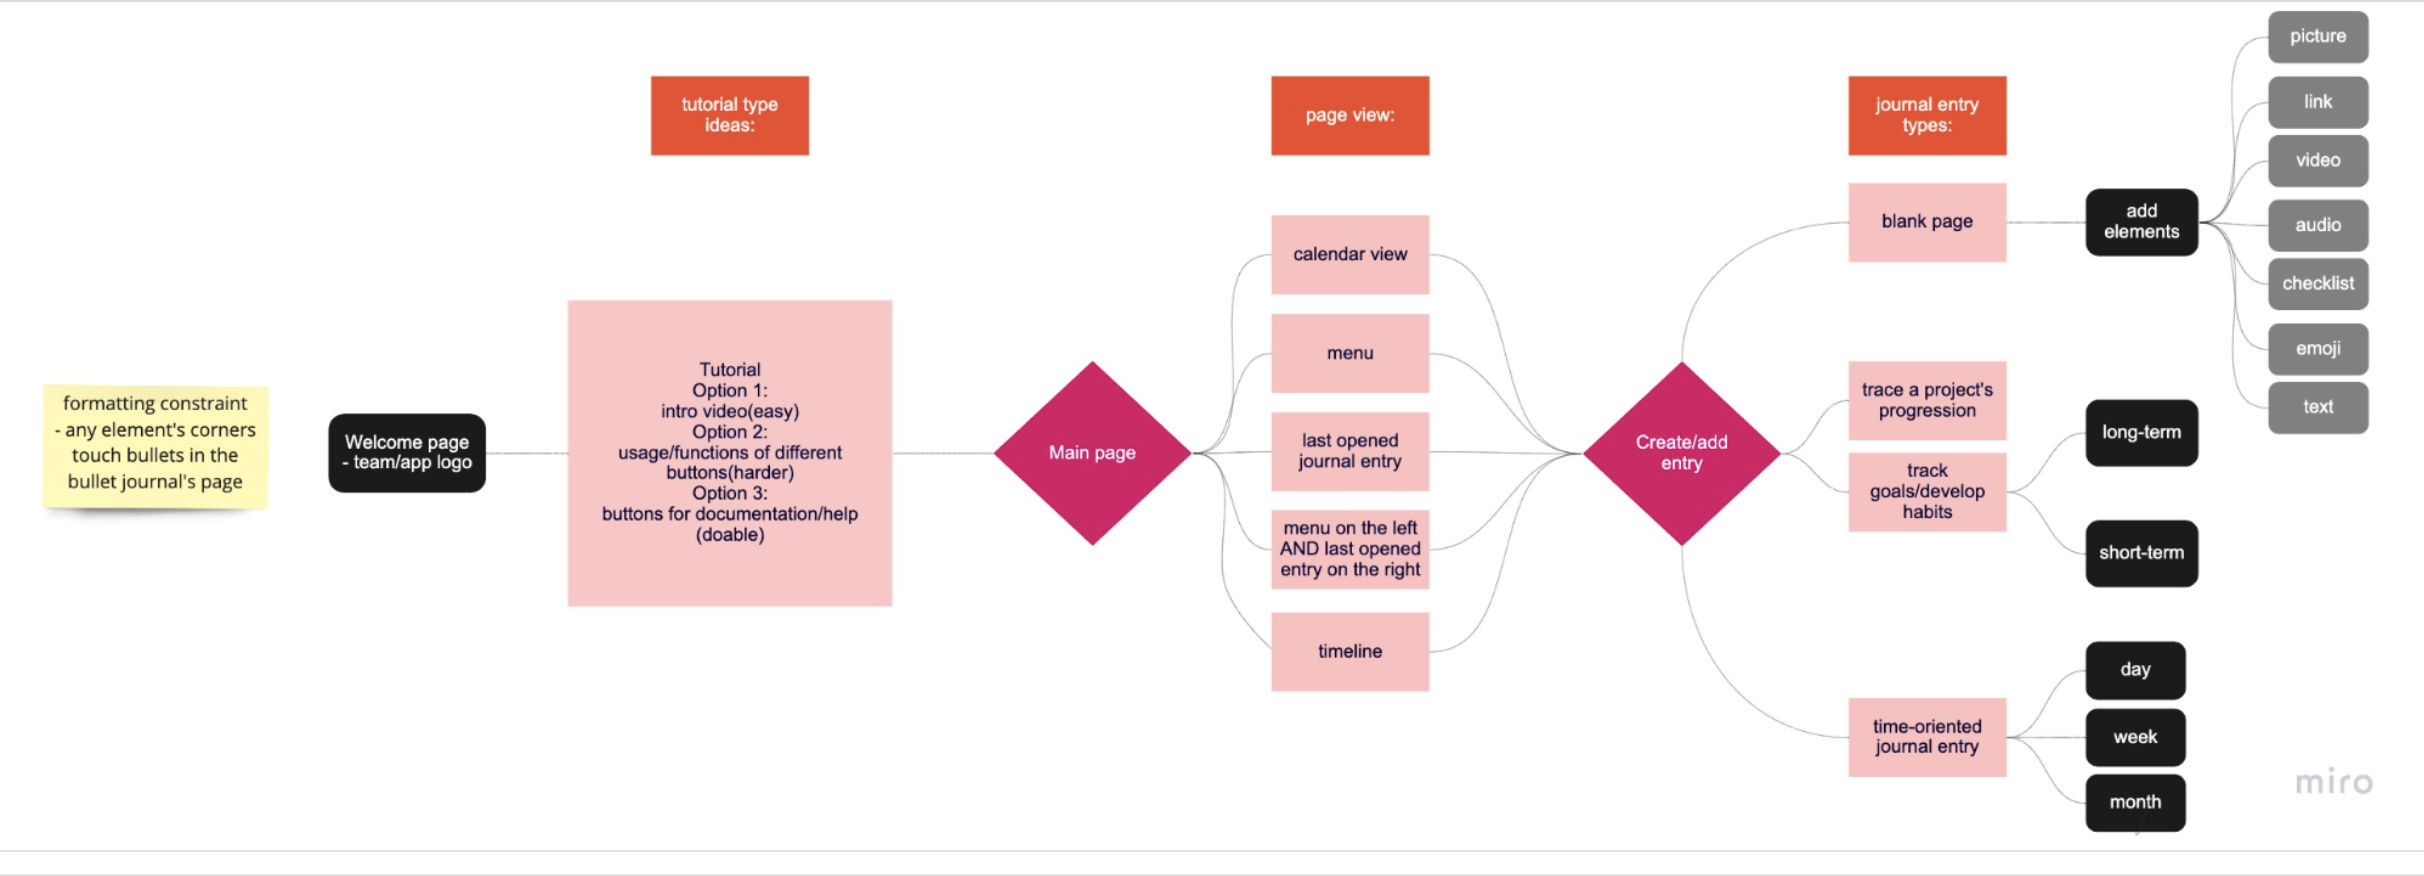 formatting constraint
- any element's corners
touch bullets in the
bullet journal's page
Welcome page
- team/app logo
tutorial type
ideas:
Tutorial
Option 1:
intro video(easy)
Option 2:
usage/functions of different
buttons(harder)
Option 3:
buttons for documentation/help
(doable)
Main page
page view:
calendar view
menu
last opened
journal entry
menu on the left
AND last opened
entry on the right
timeline
Create/add
entry
journal entry
types:
blank page
trace a project's
progression
track
goals/develop
habits
time-oriented
journal entry
add
elements
long-term
short-term
day
week
month
picture
link
video
audio
checklist
emoji
text
miro